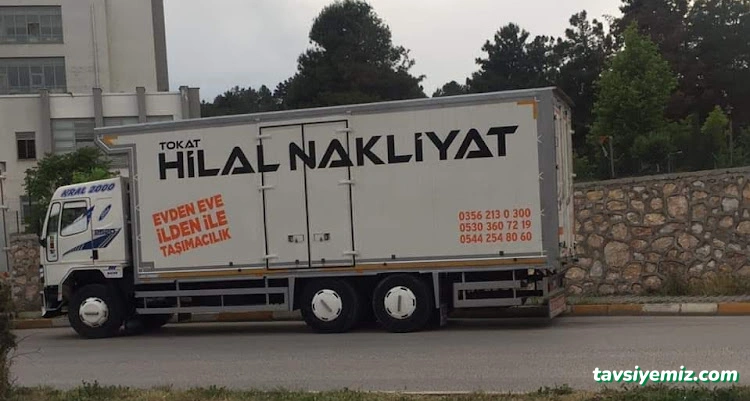 TOKAT
HİLAL NAKLİYAT
KRAL 2000
EVDEN EVE
İLDEN İLE
TAŞIMACILIK
0356 213 0 300
0530 360 72 19
0544 254 80 60
tavsiyemiz.com